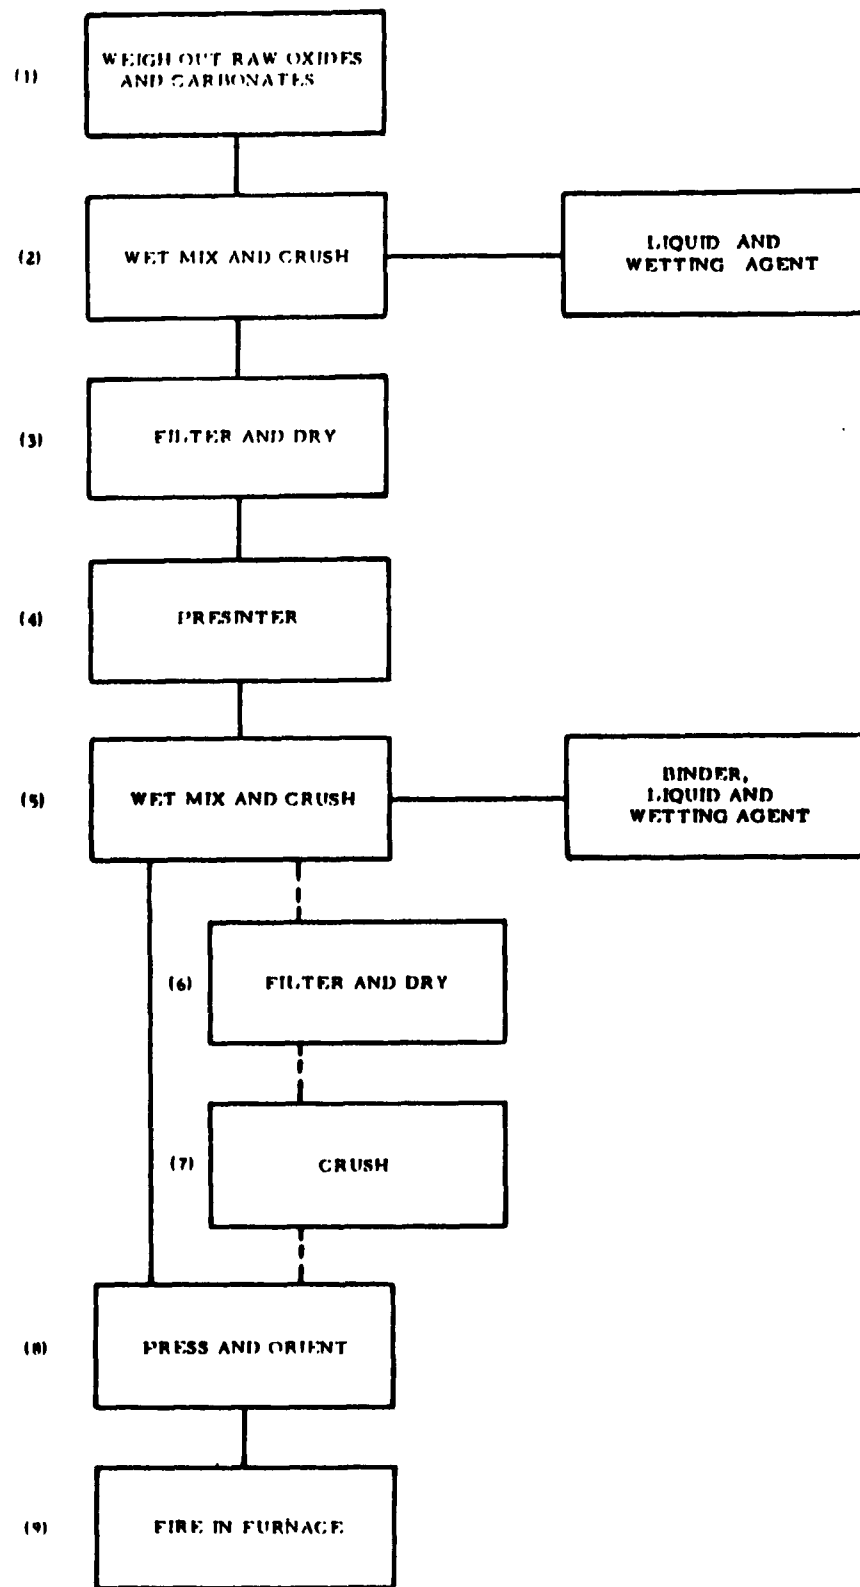 (1)
WEIGH OUT RAW OXIDES
AND CARBONATES
(2)
WET MIX AND CRUSH
LIQUID AND
WETTING AGENT
(3)
FILTER AND DRY
(4)
PRESINTER
(5)
WET MIX AND CRUSH
BINDER,
LIQUID AND
WETTING AGENT
(6)
FILTER AND DRY
(7)
CRUSH
(8)
PRESS AND ORIENT
(9)
FIRE IN FURNACE